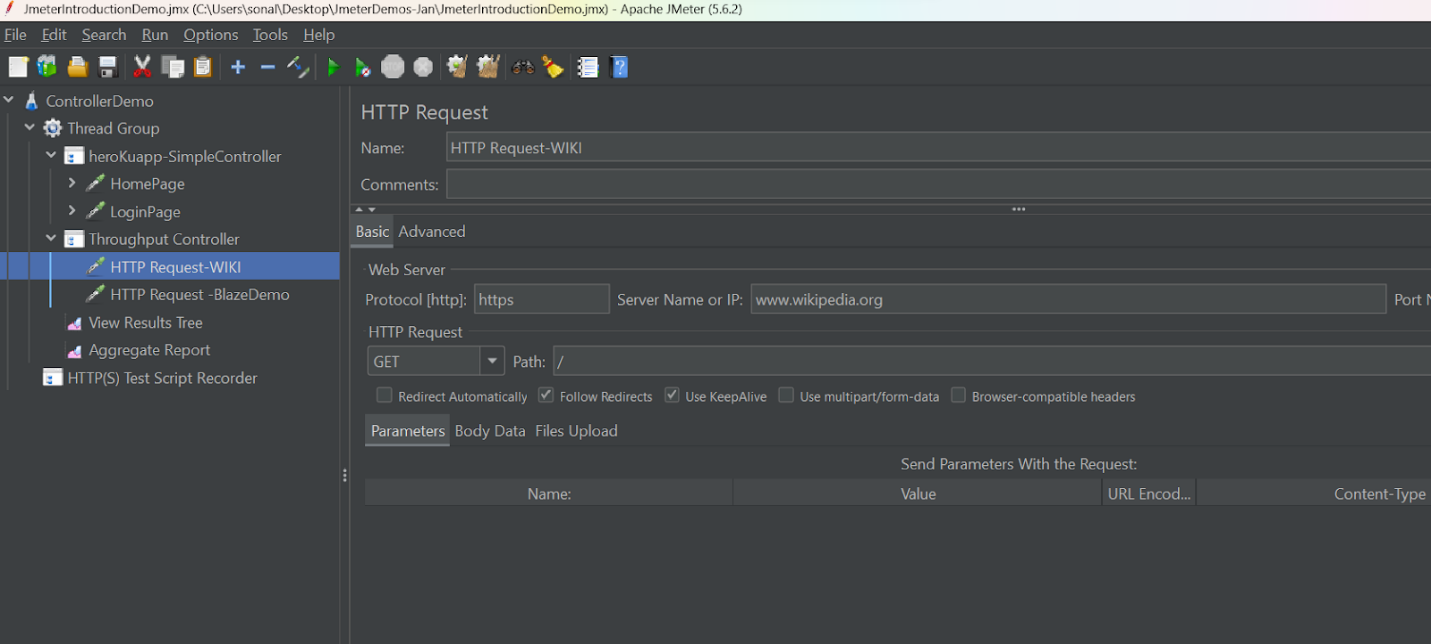 JmeterIntroductionDemo.jmx (C:\Users\sonal\Desktop\JmeterDemos-Jan\JmeterIntroductionDemo.jmx) - Apache JMeter (5.6.2)
File Edit Search Run Options Tools Help
ControllerDemo
Thread Group
heroKuapp-SimpleController
HomePage
LoginPage
Throughput Controller
HTTP Request-WIKI
HTTP Request -BlazeDemo
View Results Tree
Aggregate Report
HTTP(S) Test Script Recorder
HTTP Request
Name: HTTP Request-WIKI
Comments:
Basic Advanced
Web Server
Protocol [http]: https Server Name or IP: www.wikipedia.org Port N
HTTP Request
GET Path: /
Redirect Automatically Follow Redirects Use KeepAlive Use multipart/form-data Browser-compatible headers
Parameters Body Data Files Upload
Send Parameters With the Request:
Name: Value URL Encod... Content-Type